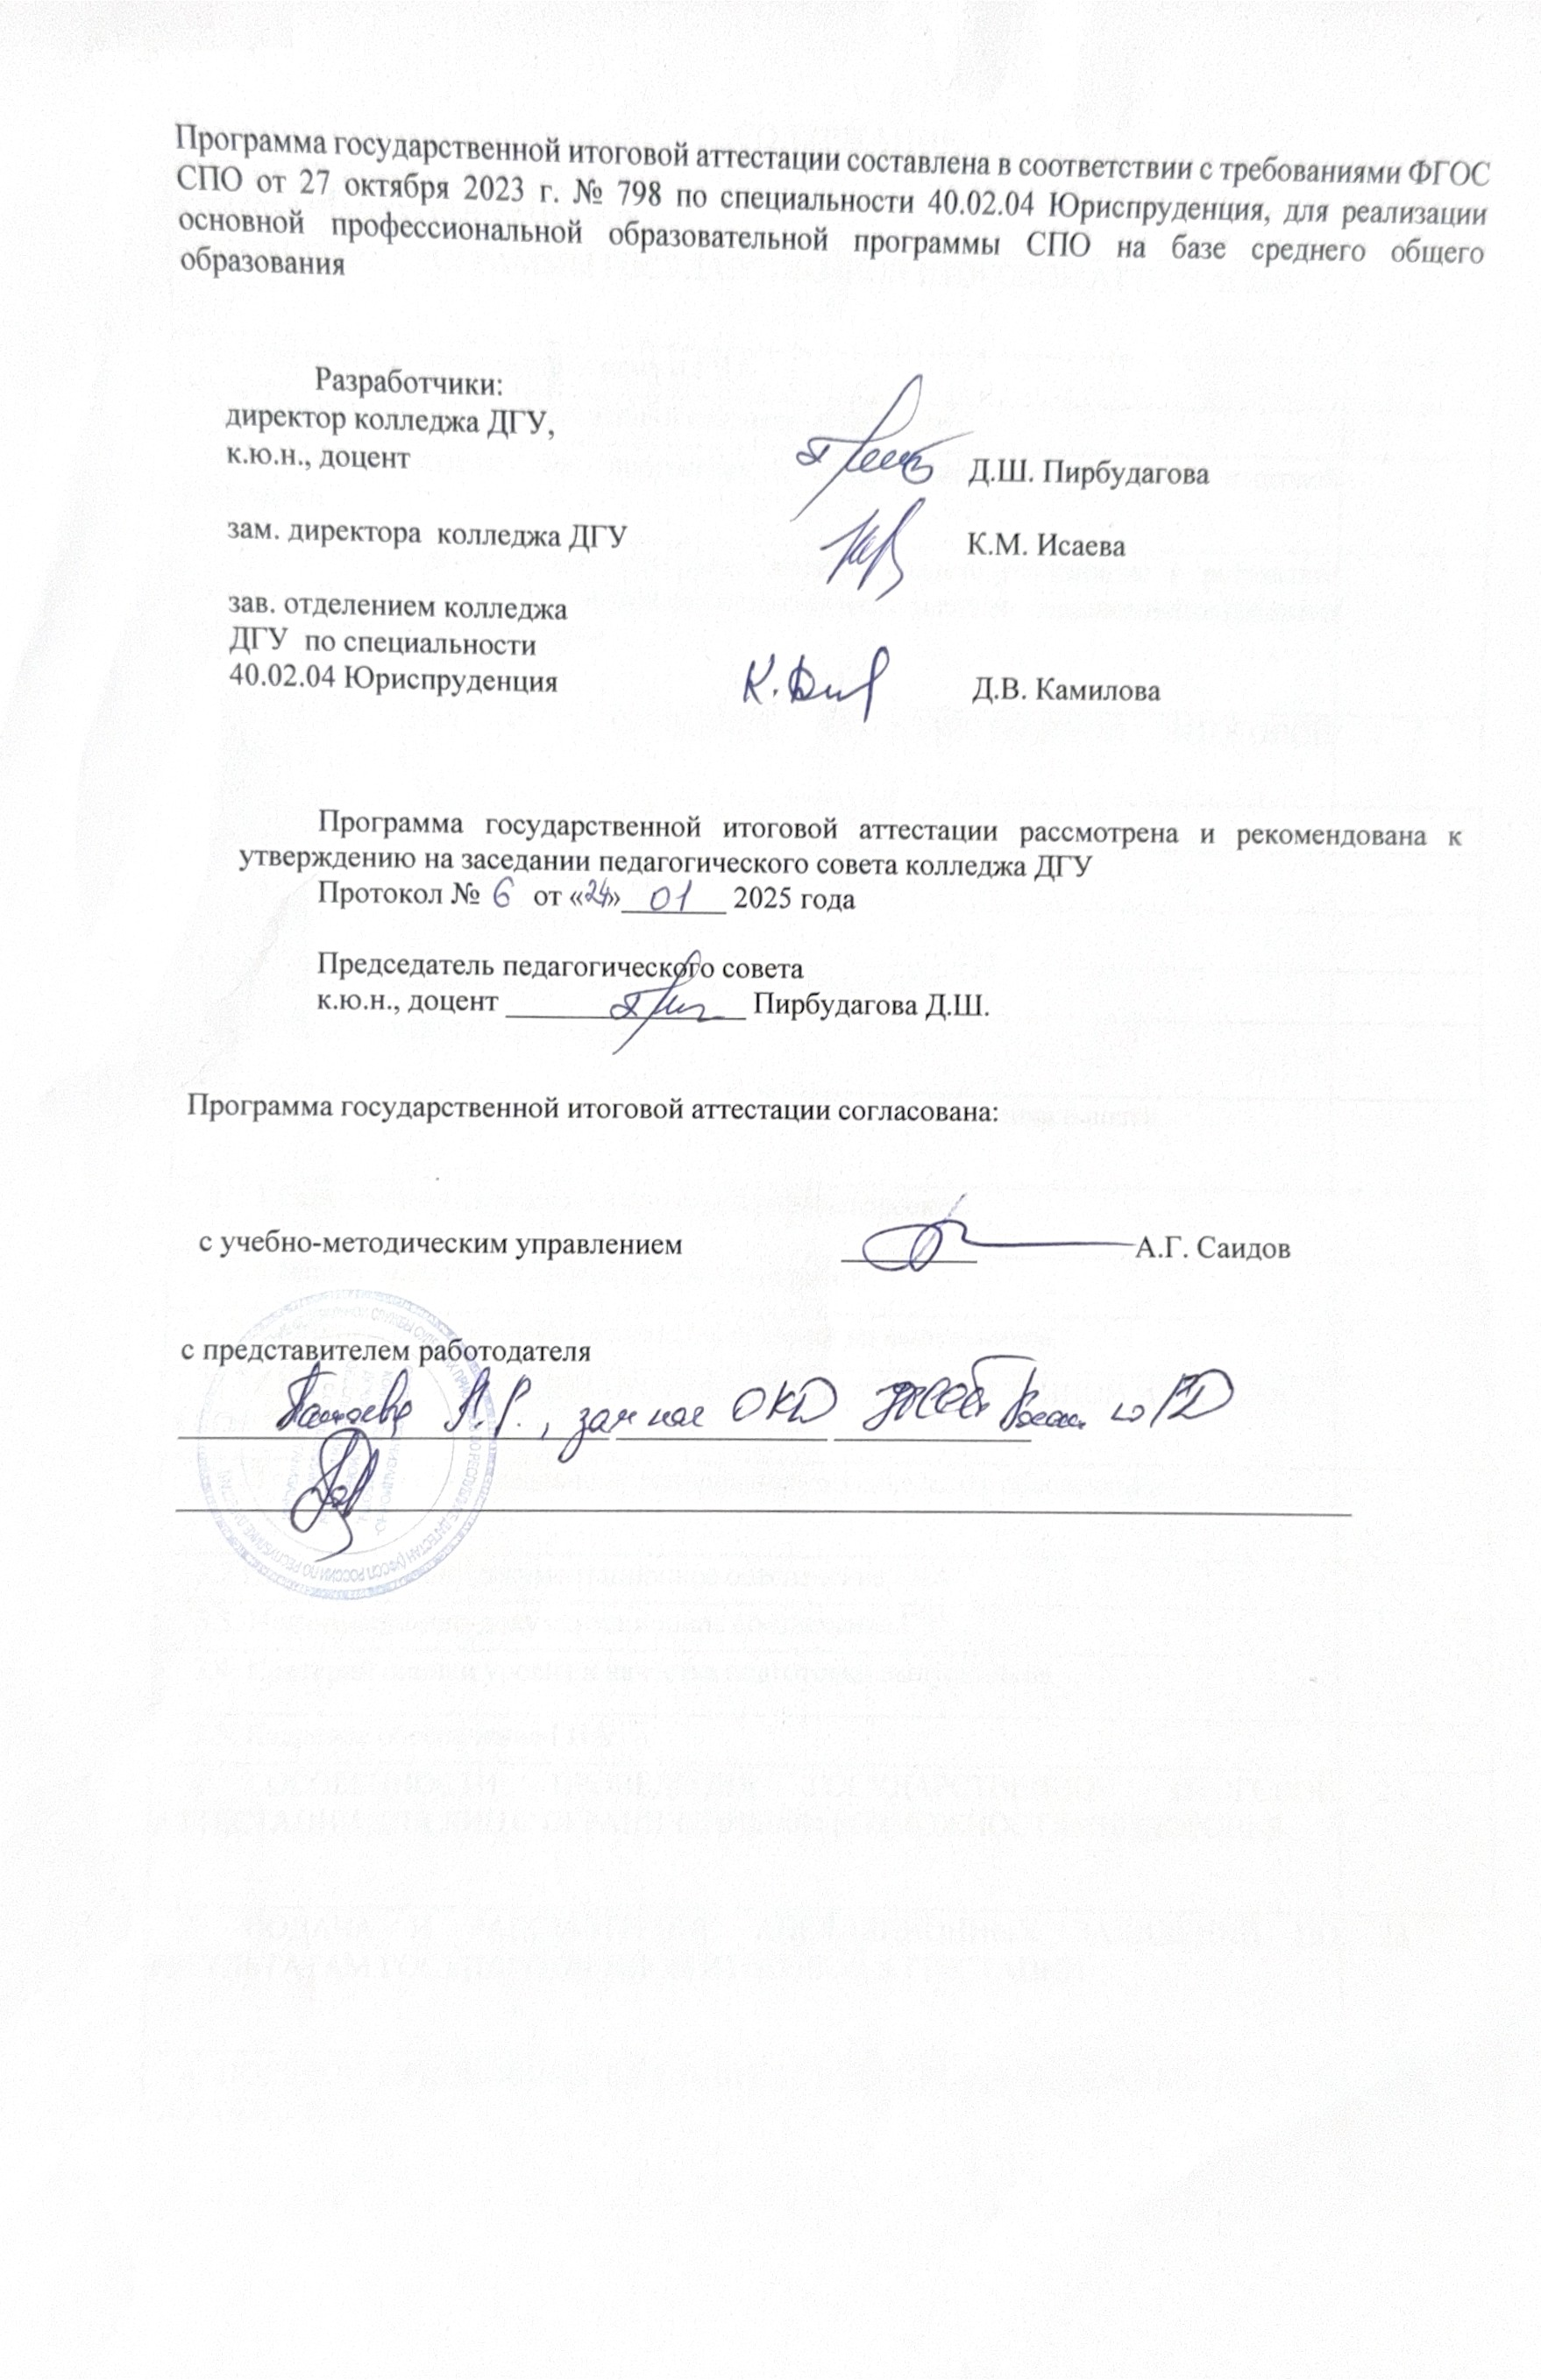 Программа государственной итоговой аттестации составлена в соответствии с требованиями ФГОС
СПО от 27 октября 2023 г. № 798 по специальности 40.02.04 Юриспруденция, для реализации
основной профессиональной образовательной программы СПО на базе среднего общего
образования
Разработчики:
директор колледжа ДГУ,
к.ю.н., доцент Д.Ш. Пирбудагова
зам. директора колледжа ДГУ К.М. Исаева
зав. отделением колледжа
ДГУ по специальности
40.02.04 Юриспруденция Д.В. Камилова
Программа государственной итоговой аттестации рассмотрена и рекомендована к
утверждению на заседании педагогического совета колледжа ДГУ
Протокол № 6 от «24» 01 2025 года
Председатель педагогического совета
к.ю.н., доцент Пирбудагова Д.Ш.
Программа государственной итоговой аттестации согласована:
с учебно-методическим управлением А.Г. Саидов
с представителем работодателя
, зам нач ОКД России по РД